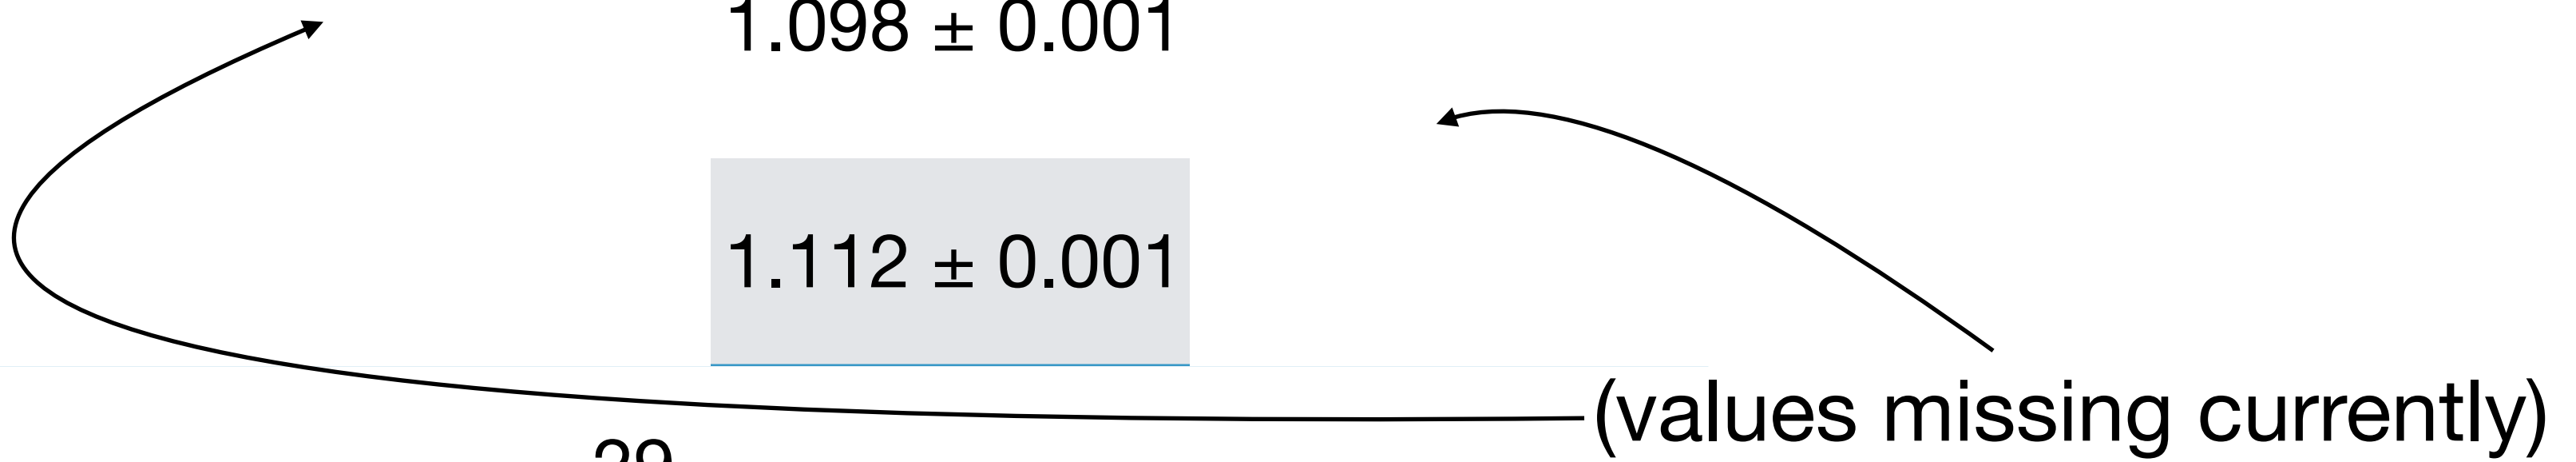 1.098 ± 0.001
1.112 ± 0.001
(values missing currently)